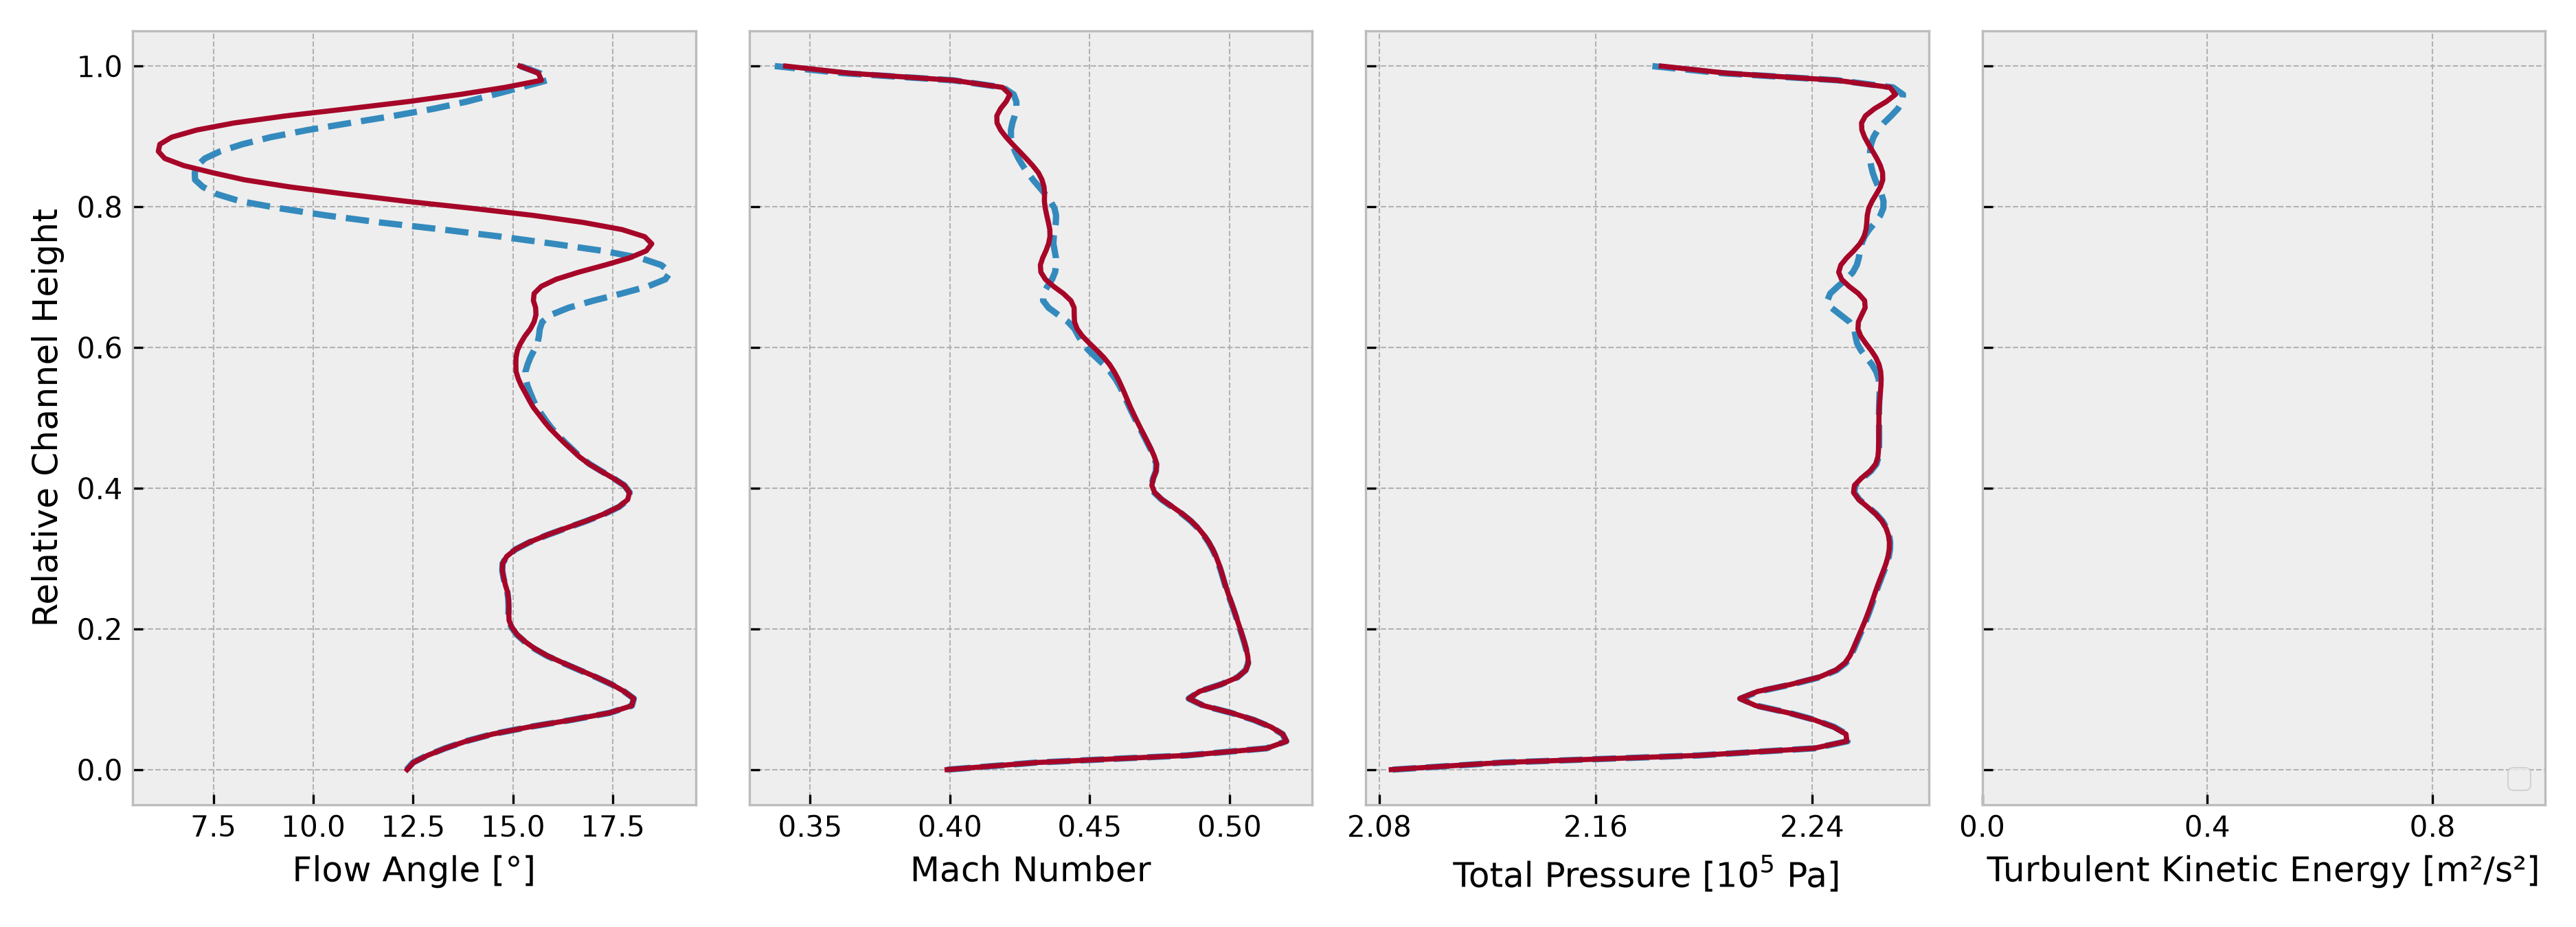 Relative Channel Height
1.0
0.8
0.6
0.4
0.2
0.0
7.5 10.0 12.5 15.0 17.5
Flow Angle [°]
0.35 0.40 0.45 0.50
Mach Number
2.08 2.16 2.24
Total Pressure [10⁵ Pa]
0.0 0.4 0.8
Turbulent Kinetic Energy [m²/s²]